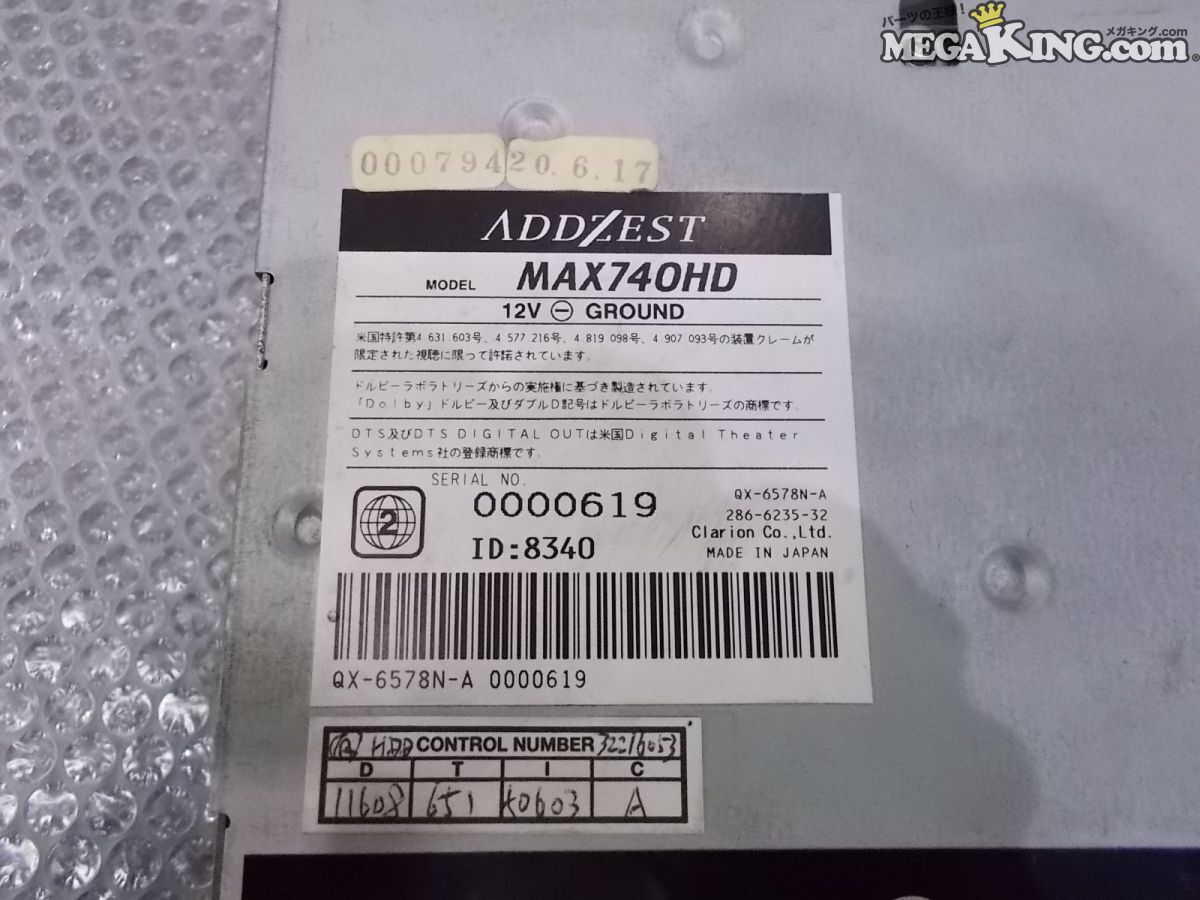 パーツの王様!
メガキング.com
MEGAKING.com®
00079420.6.17
ADDZEST
MODEL MAX740HD
12V ⊖ GROUND
米国特許第4 631 603号、4 577 216号、4 819 098号、4 907 093号の装置クレームが
限定された視聴に限って許諾されています。
ドルビーラボラトリーズからの実施権に基づき製造されています。
「Dolby」ドルビー及びダブルD記号はドルビーラボラトリーズの商標です。
DTS及びDTS DIGITAL OUTは米国Digital Theater
Systems社の登録商標です。
SERIAL NO.
2
0000619
ID:8340
QX-6578N-A
286-6235-32
Clarion Co.,Ltd.
MADE IN JAPAN
QX-6578N-A 0000619
CONTROL NUMBER 32216053
D T I C
11608 651 K0603 A